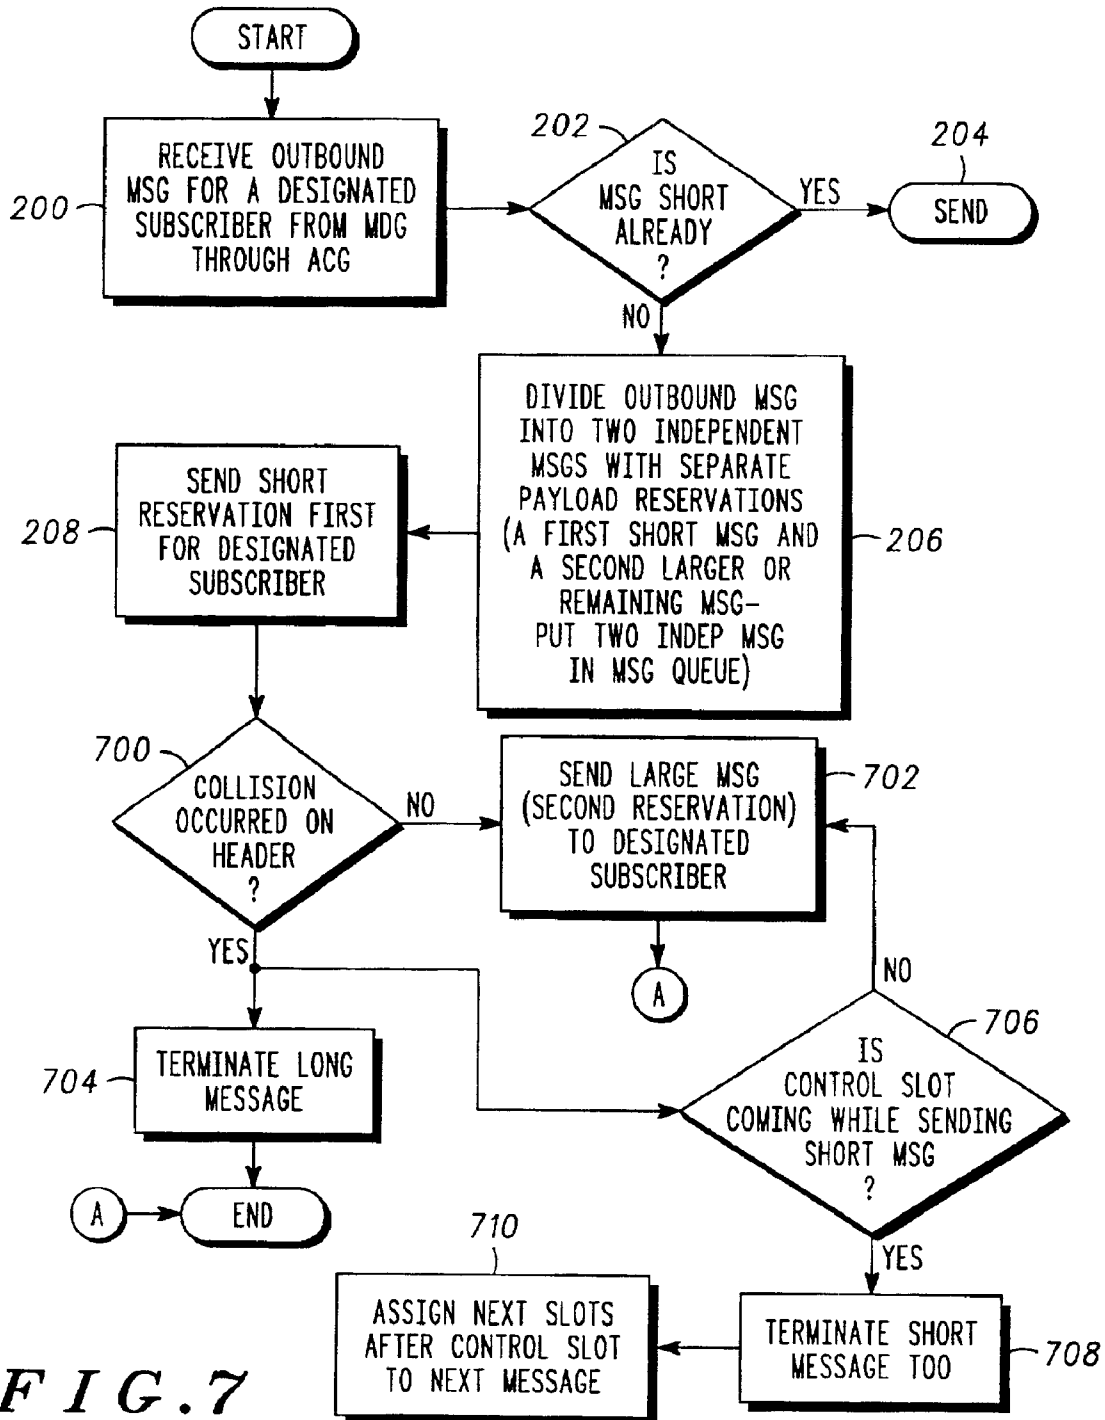 START
200
RECEIVE OUTBOUND
MSG FOR A DESIGNATED
SUBSCRIBER FROM MDG
THROUGH ACG
202
IS
MSG SHORT
ALREADY
?
YES
204
SEND
NO
206
DIVIDE OUTBOUND MSG
INTO TWO INDEPENDENT
MSGS WITH SEPARATE
PAYLOAD RESERVATIONS
(A FIRST SHORT MSG AND
A SECOND LARGER OR
REMAINING MSG-
PUT TWO INDEP MSG
IN MSG QUEUE)
208
SEND SHORT
RESERVATION FIRST
FOR DESIGNATED
SUBSCRIBER
700
COLLISION
OCCURRED ON
HEADER
?
NO
702
SEND LARGE MSG
(SECOND RESERVATION)
TO DESIGNATED
SUBSCRIBER
A
YES
704
TERMINATE LONG
MESSAGE
A
END
706
IS
CONTROL SLOT
COMING WHILE SENDING
SHORT MSG
?
NO
YES
708
TERMINATE SHORT
MESSAGE TOO
710
ASSIGN NEXT SLOTS
AFTER CONTROL SLOT
TO NEXT MESSAGE
FIG.7